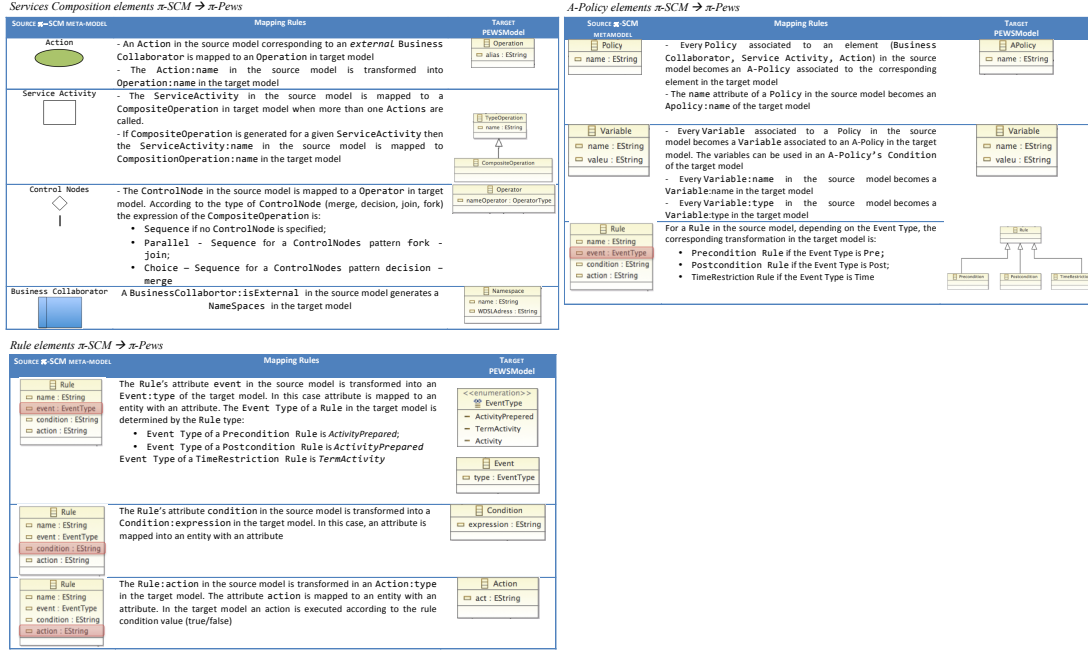 Services Composition elements π-SCM → π-Pews
SOURCE π–SCM META-MODEL
Mapping Rules
TARGET
PEWSModel
Action
- An Action in the source model corresponding to an external Business
Collaborator is mapped to an Operation in target model
- The Action:name in the source model is transformed into
Operation:name in the target model
Operation
alias : EString
Service Activity
- The ServiceActivity in the source model is mapped to a
CompositeOperation in target model when more than one Actions are
called.
- If CompositeOperation is generated for a given ServiceActivity then
the ServiceActivity:name in the source model is mapped to
CompositionOperation:name in the target model
TypeOperation
name : EString
CompositeOperation
Control Nodes
- The ControlNode in the source model is mapped to a Operator in target
model. According to the type of ControlNode (merge, decision, join, fork)
the expression of the CompositeOperation is:
• Sequence if no ControlNode is specified;
• Parallel - Sequence for a ControlNodes pattern fork -
join;
• Choice – Sequence for a ControlNodes pattern decision –
merge
Operator
nameOperator : OperatorType
Business Collaborator
A BusinessCollabortor:isExternal in the source model generates a
NameSpaces in the target model
Namespace
name : EString
WDSLAdress : EString
A-Policy elements π-SCM → π-Pews
SOURCE π-SCM
METAMODEL
Mapping Rules
TARGET
PEWSModel
Policy
name : EString
- Every Policy associated to an element (Business
Collaborator, Service Activity, Action) in the source
model becomes an A-Policy associated to the corresponding
element in the target model
- The name attribute of a Policy in the source model becomes an
Apolicy:name of the target model
APolicy
name : EString
Variable
name : EString
valeu : EString
- Every Variable associated to a Policy in the source
model becomes a Variable associated to an A-Policy in the target
model. The variables can be used in an A-Policy's Condition
of the target model
- Every Variable:name in the source model becomes a
Variable:name in the target model
- Every Variable:type in the source model becomes a
Variable:type in the target model
Variable
name : EString
valeu : EString
Rule
name : EString
event : EventType
condition : EString
action : EString
For a Rule in the source model, depending on the Event Type, the
corresponding transformation in the target model is:
• Precondition Rule if the Event Type is Pre;
• Postcondition Rule if the Event Type is Post;
• TimeRestriction Rule if the Event Type is Time
Rule
Precondition
Postcondition
Rule elements π-SCM → π-Pews
SOURCE π-SCM META-MODEL
Mapping Rules
TARGET
PEWSModel
Rule
name : EString
event : EventType
condition : EString
action : EString
The Rule's attribute event in the source model is transformed into an
Event:type of the target model. In this case attribute is mapped to an
entity with an attribute. The Event Type of a Rule in the target model is
determined by the Rule type:
• Event Type of a Precondition Rule is ActivityPrepared;
• Event Type of a Postcondition Rule is ActivityPrepared
Event Type of a TimeRestriction Rule is TermActivity
<<enumeration>>
EventType
ActivityPrepered
TermActivity
Activity
Event
type : EventType
Rule
name : EString
event : EventType
condition : EString
action : EString
The Rule's attribute condition in the source model is transformed into a
Condition:expression in the target model. In this case, an attribute is
mapped into an entity with an attribute
Condition
expression : EString
Rule
name : EString
event : EventType
condition : EString
action : EString
The Rule:action in the source model is transformed in an Action:type
in the target model. The attribute action is mapped to an entity with an
attribute. In the target model an action is executed according to the rule
condition value (true/false)
Action
act : EString